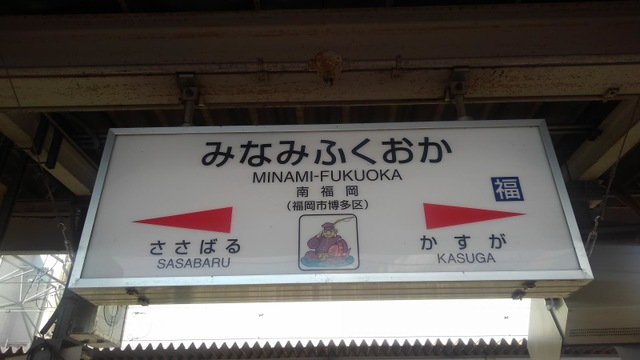 みなみふくおか
MINAMI-FUKUOKA
南福岡
(福岡市博多区)
福
ささばる
SASABARU
かすが
KASUGA